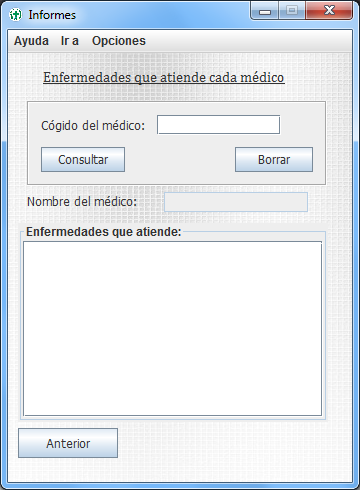 Informes
Ayuda Ir a Opciones
Enfermedades que atiende cada médico
Cógido del médico:
Consultar Borrar
Nombre del médico:
Enfermedades que atiende:
Anterior